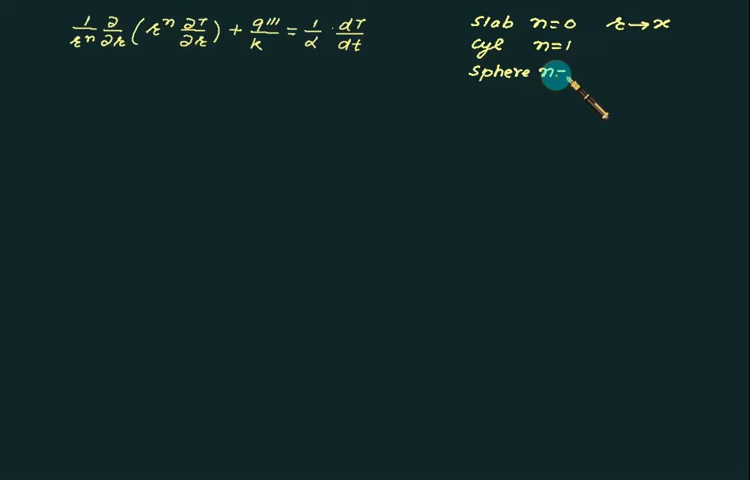 1/r^n ∂/∂r ( r^n ∂T/∂r ) + q'''/k = 1/α · dT/dt
Slab n=0 r→x
Cyl n=1
Sphere n=